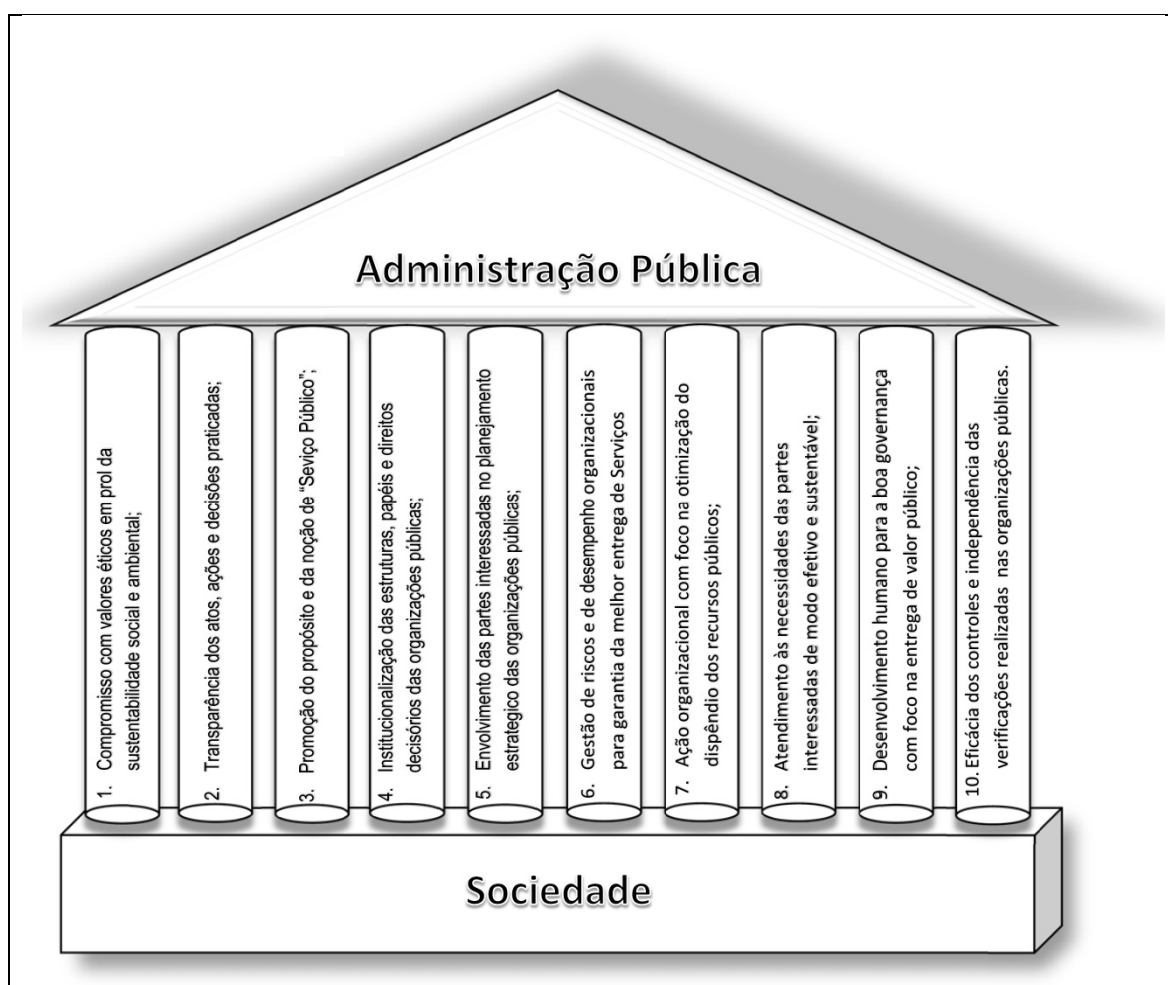 Administração Pública
1. Compromisso com valores éticos em prol da
sustentabilidade social e ambiental;
2. Transparência dos atos, ações e decisões praticadas;
3. Promoção do propósito e da noção de “Seviço Público”;
4. Institucionalização das estruturas, papéis e direitos
decisórios das organizações públicas;
5. Envolvimento das partes interessadas no planejamento
estrategico das organizações públicas;
6. Gestão de riscos e de desempenho organizacionais
para garantia da melhor entrega de Serviços
7. Ação organizacional com foco na otimização do
dispêndio dos recursos públicos;
8. Atendimento às necessidades das partes
interessadas de modo efetivo e sustentável;
9. Desenvolvimento humano para a boa governança
com foco na entrega de valor público;
10. Eficácia dos controles e independência das
verificações realizadas nas organizações públicas.
Sociedade